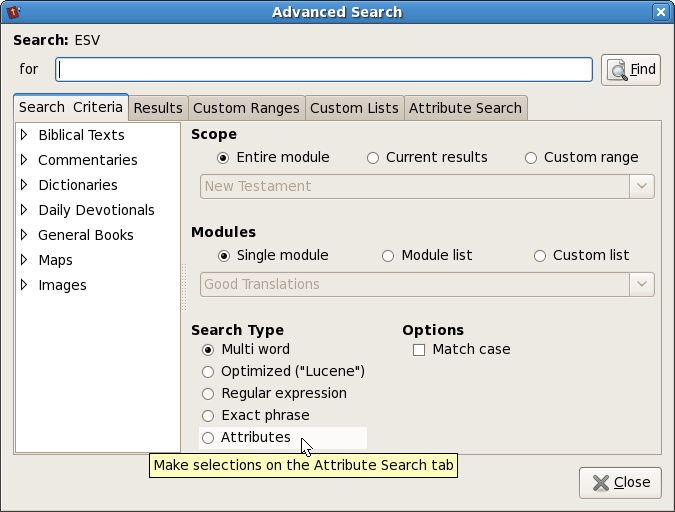 Advanced Search
Search: ESV
for
Find
Search Criteria
Results
Custom Ranges
Custom Lists
Attribute Search
Biblical Texts
Commentaries
Dictionaries
Daily Devotionals
General Books
Maps
Images
Scope
Entire module
Current results
Custom range
New Testament
Modules
Single module
Module list
Custom list
Good Translations
Search Type
Multi word
Optimized ("Lucene")
Regular expression
Exact phrase
Attributes
Options
Match case
Make selections on the Attribute Search tab
Close